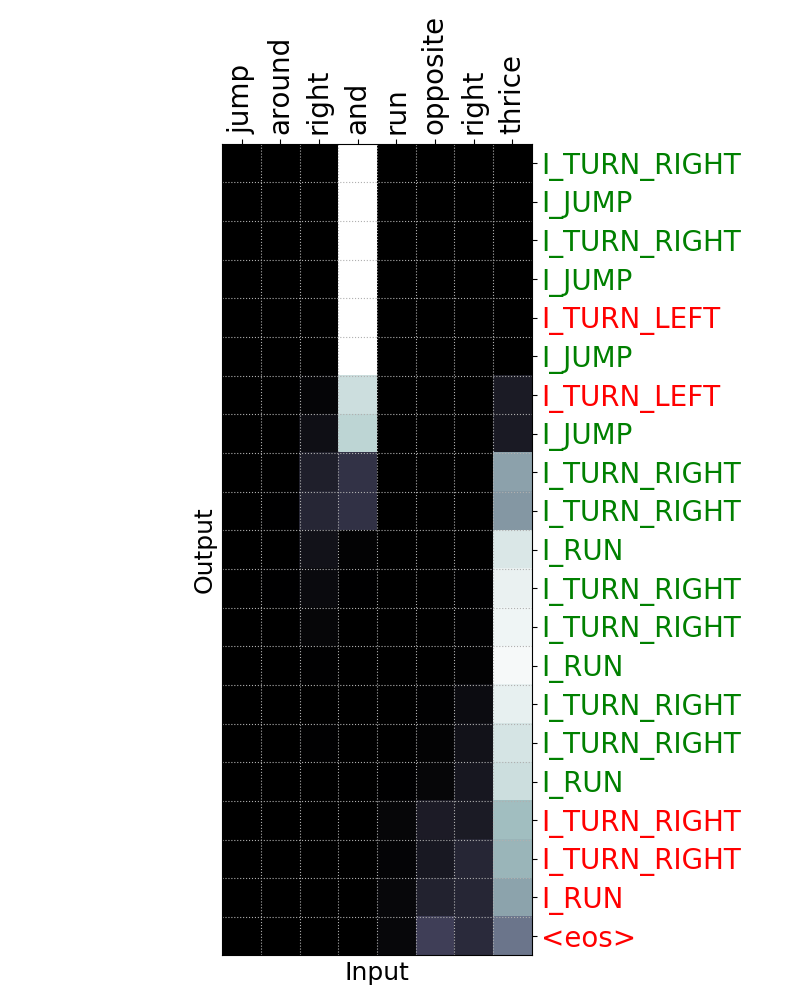 jump
around
right
and
run
opposite
right
thrice
I_TURN_RIGHT
I_JUMP
I_TURN_RIGHT
I_JUMP
I_TURN_LEFT
I_JUMP
I_TURN_LEFT
I_JUMP
I_TURN_RIGHT
I_TURN_RIGHT
I_RUN
I_TURN_RIGHT
I_TURN_RIGHT
I_RUN
I_TURN_RIGHT
I_TURN_RIGHT
I_RUN
I_TURN_RIGHT
I_TURN_RIGHT
I_RUN
<eos>
Output
Input